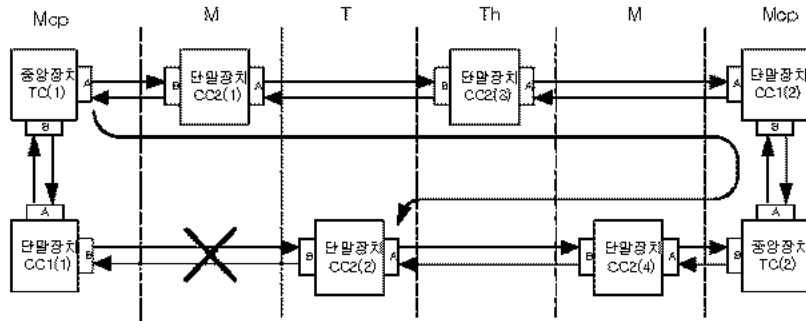 Mcp M T Th M Mcp
중앙장치 TC(1) A
B
B 단말장치 CC2(1) A
B 단말장치 CC2(3) A
A 단말장치 CC1(2)
B
A
단말장치 CC1(1) B
B 단말장치 CC2(2) A
B 단말장치 CC2(4) A
A
B 중앙장치 TC(2)